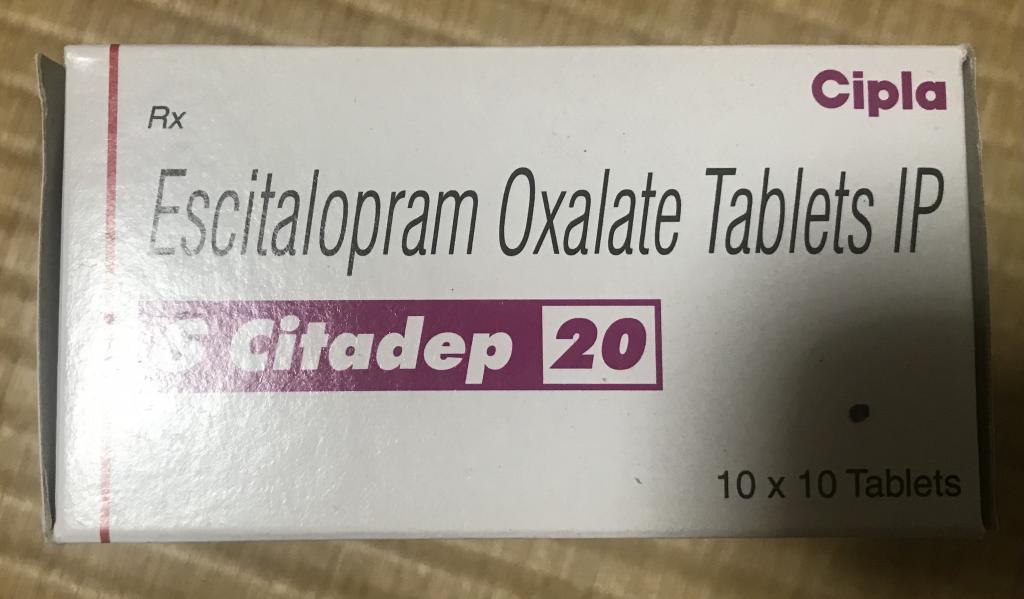 Cipla
Rx
Escitalopram Oxalate Tablets IP
S Citadep 20
10 x 10 Tablets